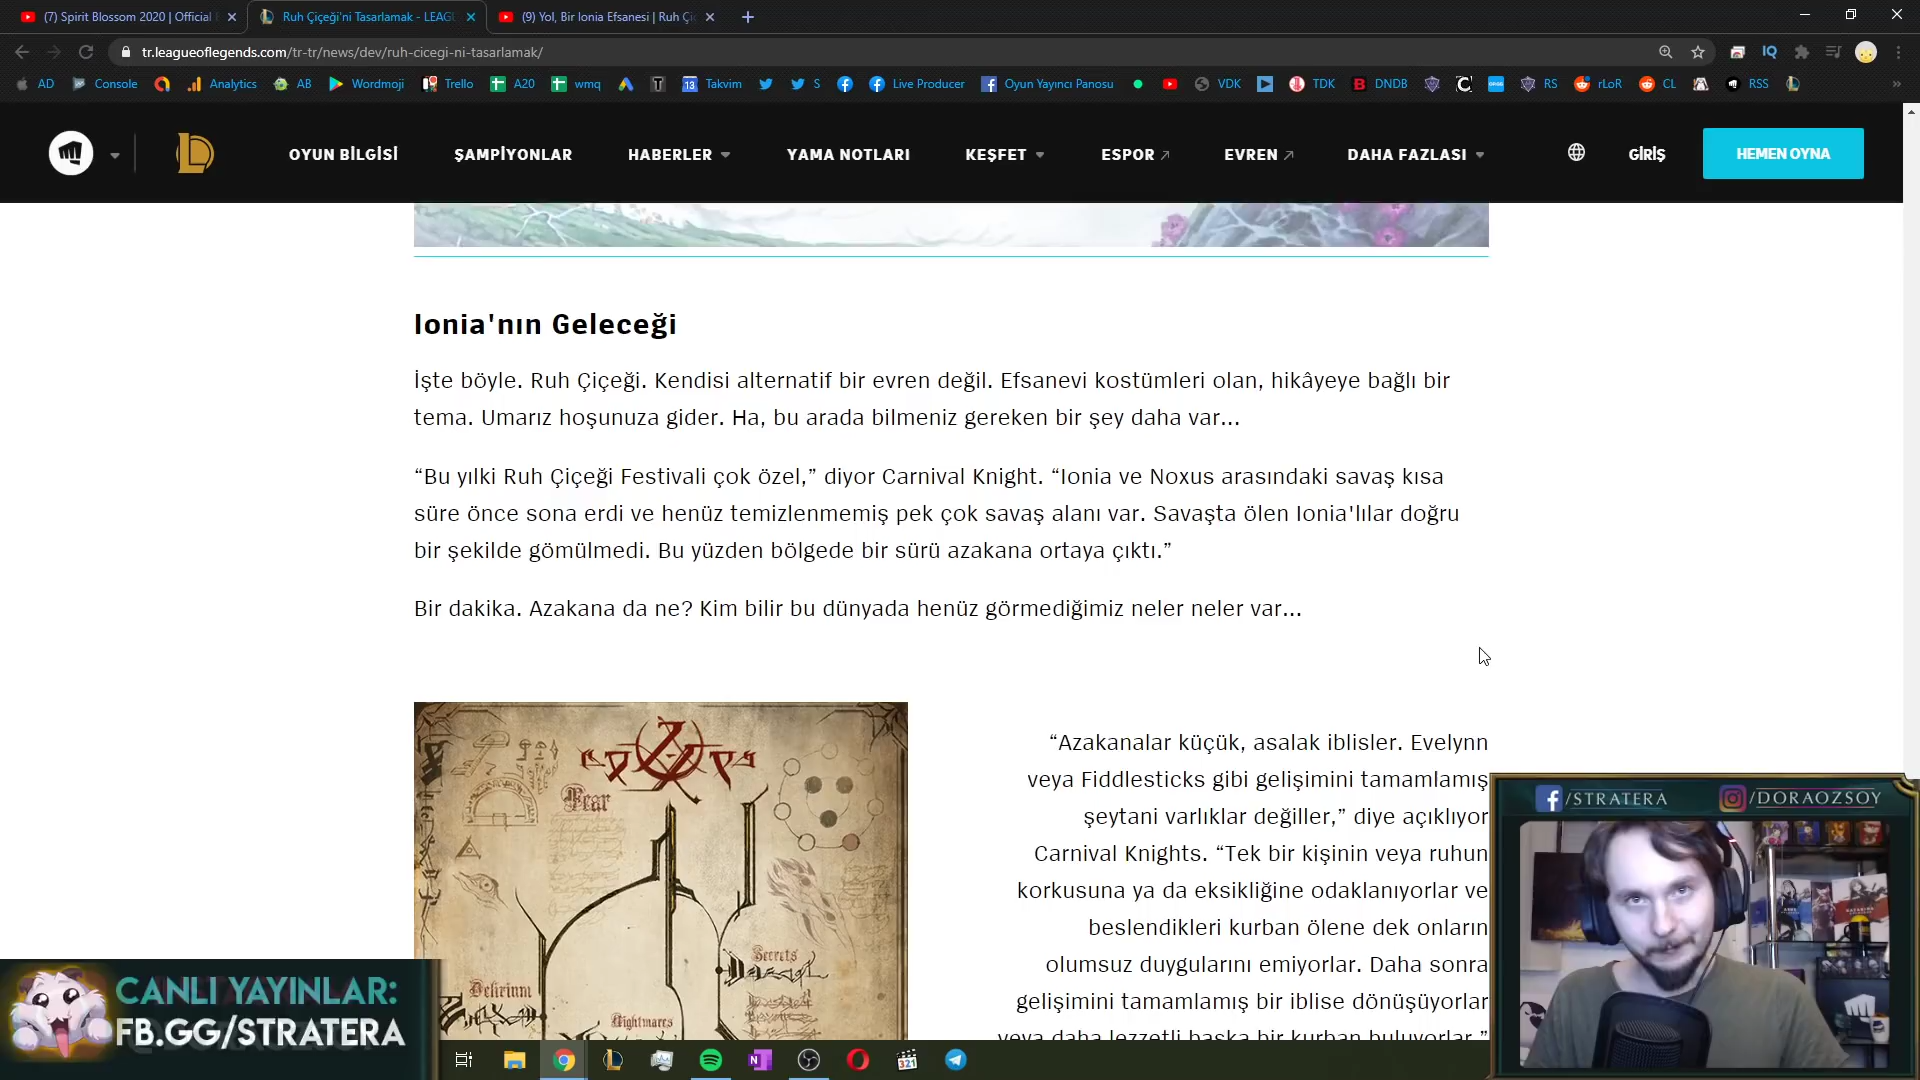 (7) Spirit Blossom 2020 | Official
Ruh Çiçeği'ni Tasarlamak - LEAGU
(9) Yol, Bir Ionia Efsanesi | Ruh Çiç
tr.leagueoflegends.com/tr-tr/news/dev/ruh-cicegi-ni-tasarlamak/
IQ
AD Console Analytics AB Wordmoji Trello A20 wmq Takvim S Live Producer Oyun Yayıncı Panosu VDK TDK DNDB RS rLoR CL RSS
OYUN BİLGİSİ ŞAMPİYONLAR HABERLER YAMA NOTLARI KEŞFET ESPOR EVREN DAHA FAZLASI GİRİŞ HEMEN OYNA
Ionia'nın Geleceği
İşte böyle. Ruh Çiçeği. Kendisi alternatif bir evren değil. Efsanevi kostümleri olan, hikâyeye bağlı bir
tema. Umarız hoşunuza gider. Ha, bu arada bilmeniz gereken bir şey daha var...
“Bu yılki Ruh Çiçeği Festivali çok özel,” diyor Carnival Knight. “Ionia ve Noxus arasındaki savaş kısa
süre önce sona erdi ve henüz temizlenmemiş pek çok savaş alanı var. Savaşta ölen Ionia'lılar doğru
bir şekilde gömülmedi. Bu yüzden bölgede bir sürü azakana ortaya çıktı.”
Bir dakika. Azakana da ne? Kim bilir bu dünyada henüz görmediğimiz neler neler var...
“Azakanalar küçük, asalak iblisler. Evelynn
veya Fiddlesticks gibi gelişimini tamamlamış
şeytani varlıklar değiller,” diye açıklıyor
Carnival Knights. “Tek bir kişinin veya ruhun
korkusuna ya da eksikliğine odaklanıyorlar ve
beslendikleri kurban ölene dek onların
olumsuz duygularını emiyorlar. Daha sonra
gelişimini tamamlamış bir iblise dönüşüyorlar
veya daha lezzetli başka bir kurban buluyorlar.”
Fear
Secrets
Delirium
Nightmares
/STRATERA
/DORAOZSOY
CANLI YAYINLAR:
FB.GG/STRATERA